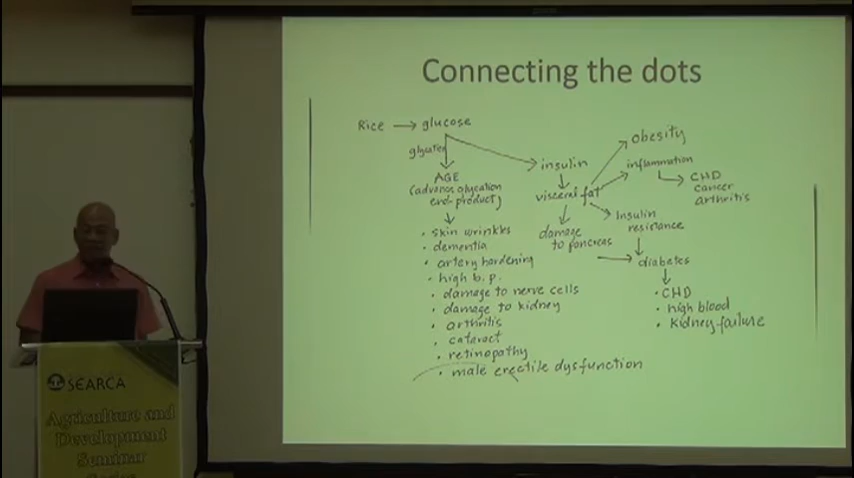 Connecting the dots
Rice → glucose
glycation
AGE
(advance glycation
end-product)
• skin wrinkles
• dementia
• artery hardening
• high b.p.
• damage to nerve cells
• damage to kidney
• arthritis
• cataract
• retinopathy
• male erectile dysfunction
insulin
visceral fat
damage
to pancreas
obesity
inflammation
CHD
cancer
arthritis
Insulin
resistance
diabetes
• CHD
• high blood
• kidney failure
SEARCA
Agriculture and
Development
Seminar
Series